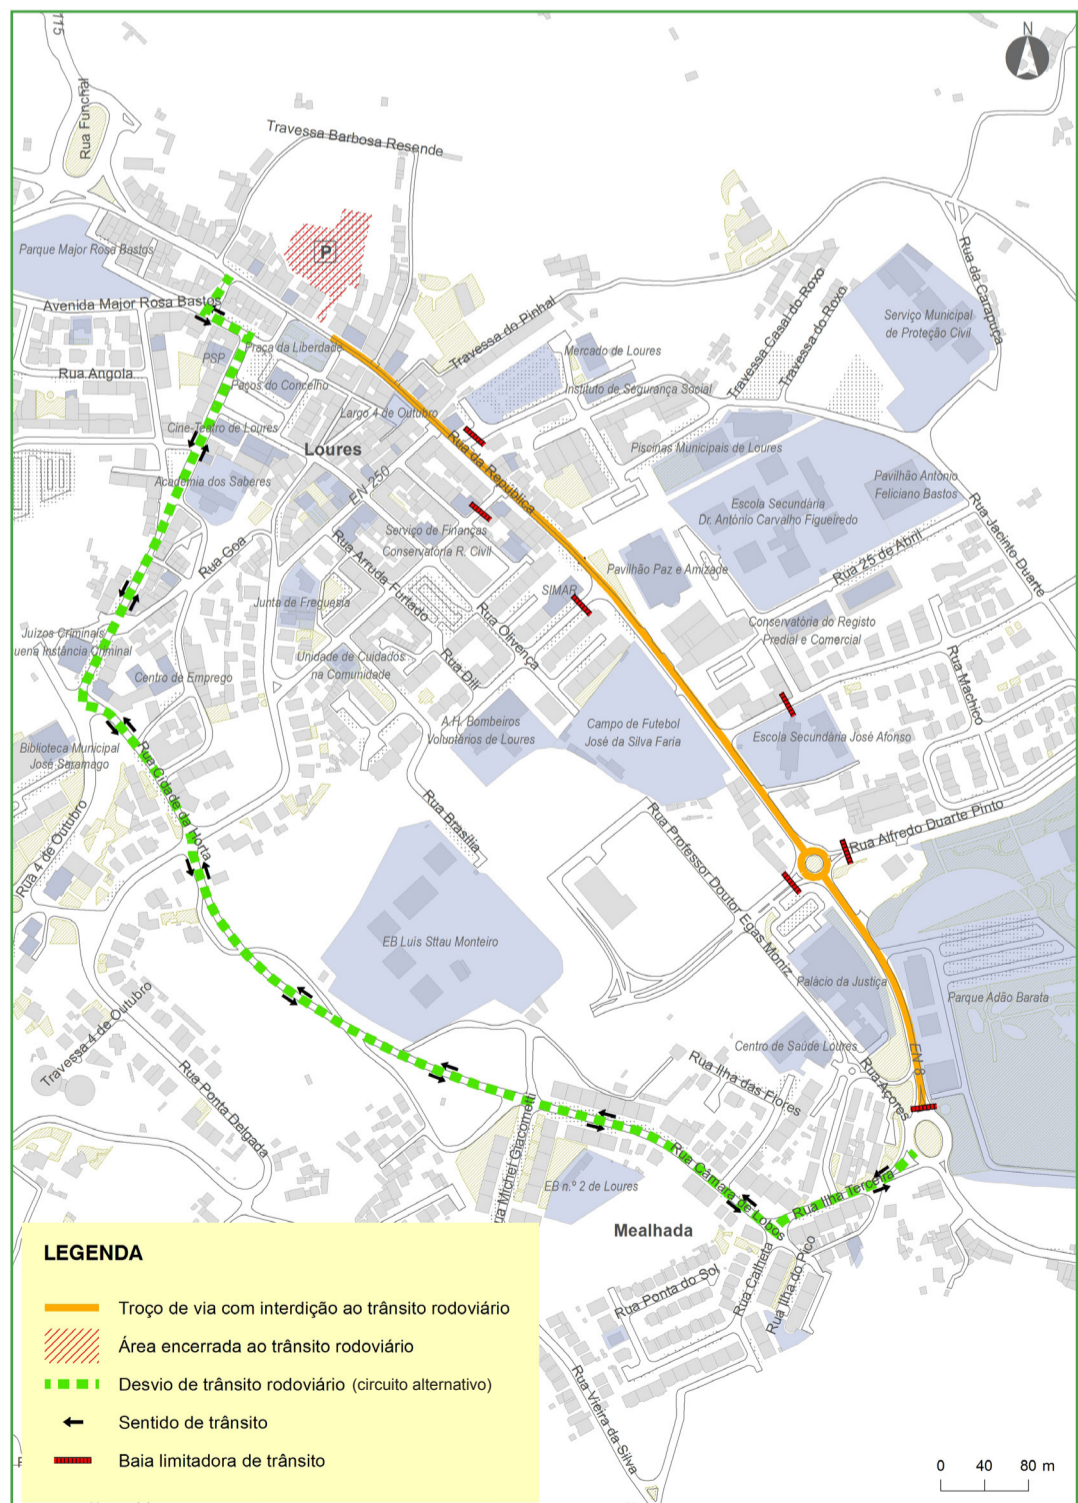 115
N
Rua Funchal
Travessa Barbosa Resende
Parque Major Rosa Bastos
P
Avenida Major Rosa Bastos
Rua da Carapuça
Serviço Municipal
de Proteção Civil
Travessa do Pinhal
Travessa Casal do Roxo
Travessa do Roxo
Praça da Liberdade
PSP
Mercado de Loures
Rua Angola
Paços do Concelho
Instituto de Segurança Social
Largo 4 de Outubro
Cine-Teatro de Loures
Loures
Rua da República
Piscinas Municipais de Loures
Academia dos Saberes
EN 250
Pavilhão António
Feliciano Bastos
Escola Secundária
Dr. António Carvalho Figueiredo
Serviço de Finanças
Conservatória R. Civil
Rua Goa
Rua Arruda Furtado
Rua 25 de Abril
Rua Jacinto Duarte
Pavilhão Paz e Amizade
SIMAR
Junta de Freguesia
Rua Olivença
Conservatória do Registo
Predial e Comercial
Juízos Criminais
uena Instância Criminal
Unidade de Cuidados
na Comunidade
Rua Dili
Centro de Emprego
Rua Machico
A.H. Bombeiros
Voluntários de Loures
Campo de Futebol
José da Silva Faria
Escola Secundária José Afonso
Biblioteca Municipal
José Saramago
Rua Cidade da Horta
Rua Brasília
Rua Professor Doutor Egas Moniz
Rua Alfredo Duarte Pinto
Rua 4 de Outubro
EB Luís Sttau Monteiro
Palácio da Justiça
Parque Adão Barata
Travessa 4 de Outubro
Centro de Saúde Loures
EN 8
Rua Ponta Delgada
Rua Ilha das Flores
Rua Açores
ua Michel Giacometti
Rua Câmara de Lobos
Rua Ilha Terceira
EB n.º 2 de Loures
Mealhada
Rua Ponta do Sol
Rua Calheta
Rua Ilha do Pico
Rua Vieira da Silva
LEGENDA
Troço de via com interdição ao trânsito rodoviário
Área encerrada ao trânsito rodoviário
Desvio de trânsito rodoviário (circuito alternativo)
Sentido de trânsito
Baia limitadora de trânsito
0 40 80 m